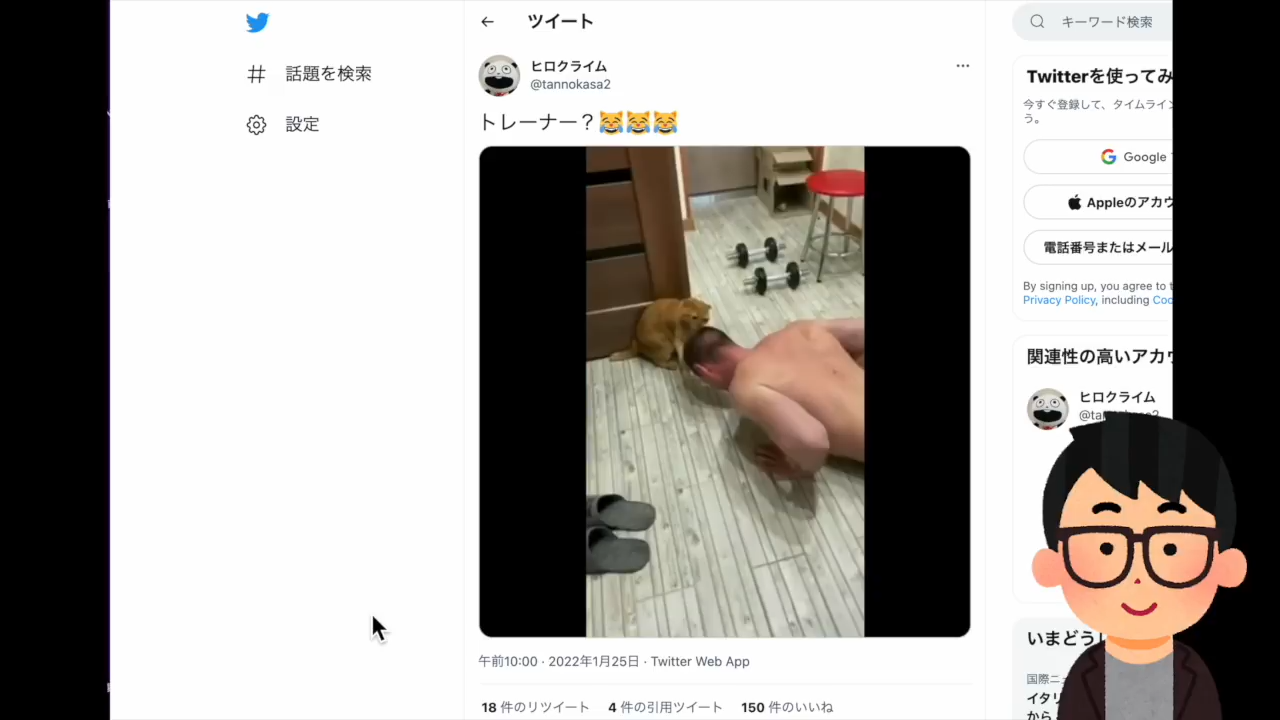 ツイート
キーワード検索
話題を検索
設定
ヒロクライム
@tannokasa2
トレーナー?😹😹😹
午前10:00 · 2022年1月25日 · Twitter Web App
18 件のリツイート 4 件の引用ツイート 150 件のいいね
Twitterを使ってみ
今すぐ登録して、タイムライン
う。
Google
Appleのアカウ
電話番号またはメール
By signing up, you agree to t
Privacy Policy, including Coo
関連性の高いアカウ
ヒロクライム
いまどう
国際ニュ
イタリ
から